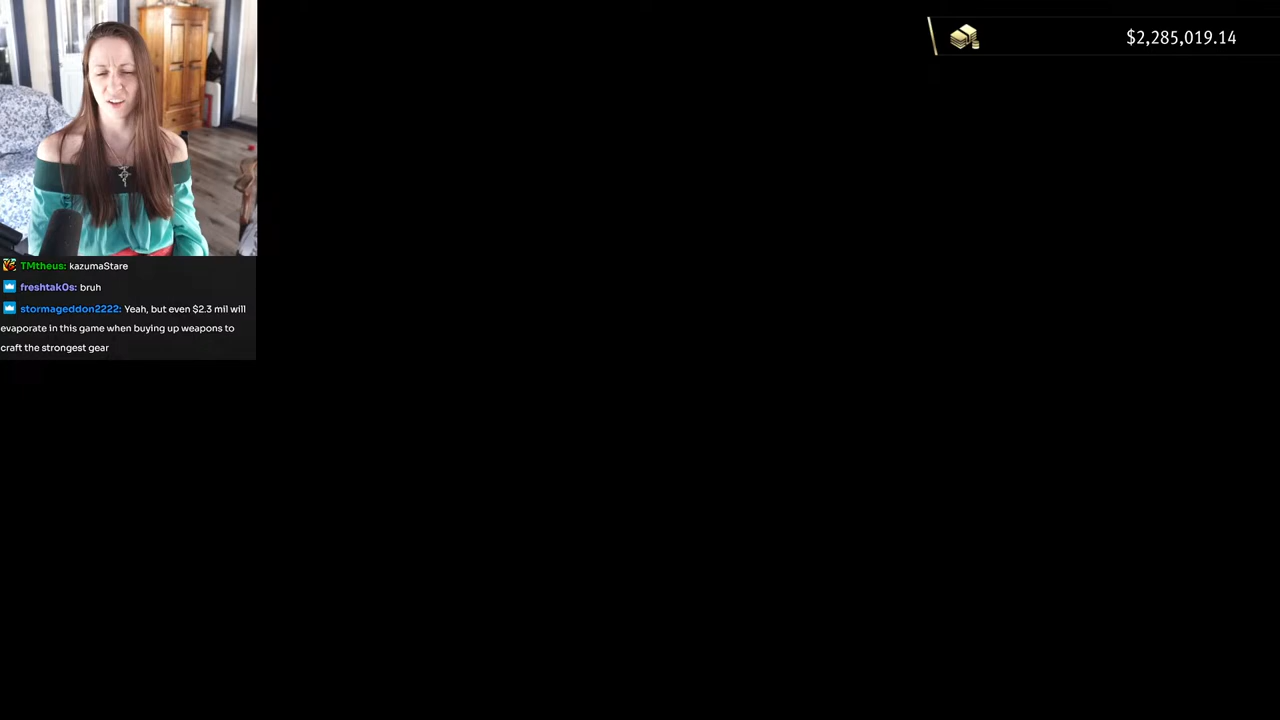 $2,285,019.14
TMtheus: kazumaStare
freshtak0s: bruh
stormageddon2222: Yeah, but even $2.3 mil will
evaporate in this game when buying up weapons to
craft the strongest gear